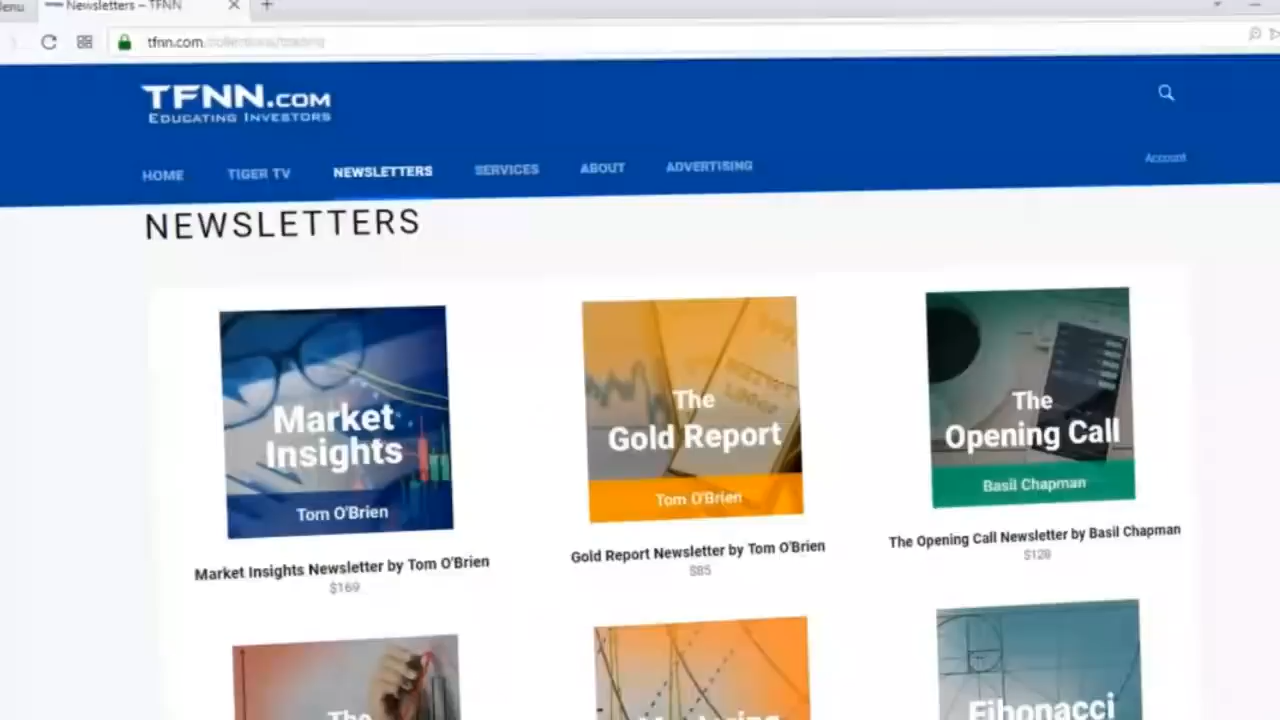 Newsletters – TFNN
tfnn.com
TFNN.COM
EDUCATING INVESTORS
HOME
TIGER TV
NEWSLETTERS
SERVICES
ABOUT
ADVERTISING
Account
NEWSLETTERS
Market
Insights
Tom O'Brien
Market Insights Newsletter by Tom O'Brien
$169
The
Gold Report
Tom O'Brien
Gold Report Newsletter by Tom O'Brien
$85
The
Opening Call
Basil Chapman
The Opening Call Newsletter by Basil Chapman
$128
The
Fibonacci